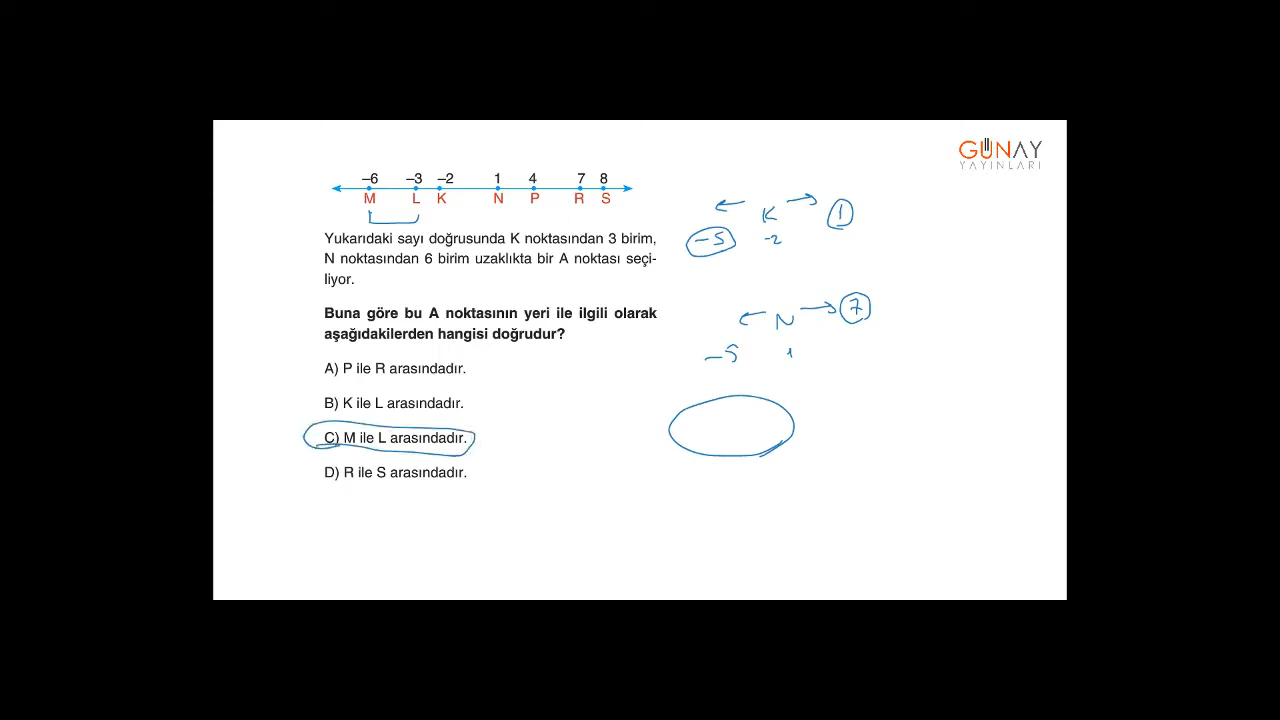 GÜNAY
YAYINLARI
–6 –3 –2 1 4 7 8
M L K N P R S
Yukarıdaki sayı doğrusunda K noktasından 3 birim,
N noktasından 6 birim uzaklıkta bir A noktası seçi-
liyor.
Buna göre bu A noktasının yeri ile ilgili olarak
aşağıdakilerden hangisi doğrudur?
A) P ile R arasındadır.
B) K ile L arasındadır.
C) M ile L arasındadır.
D) R ile S arasındadır.
K 1
–5 -2
N 7
–5 1